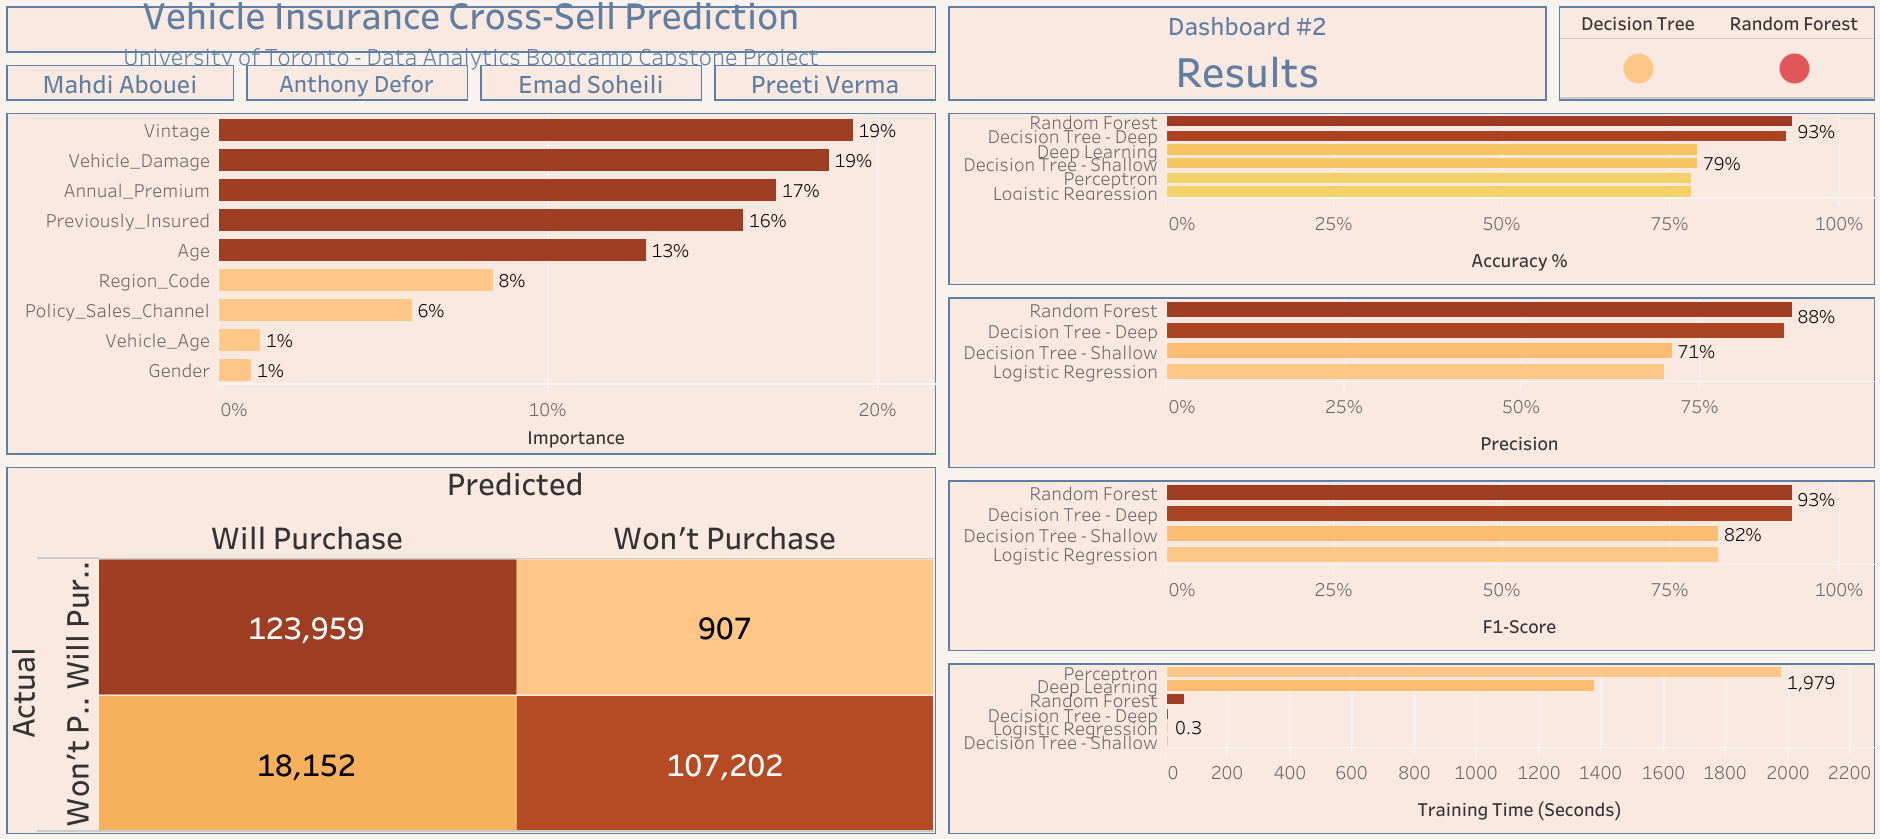 Vehicle Insurance Cross-Sell Prediction
University of Toronto - Data Analytics Bootcamp Capstone Project
Mahdi Abouei
Anthony Defor
Emad Soheili
Preeti Verma
Dashboard #2
Results
Decision Tree
Random Forest
Vintage 19%
Vehicle_Damage 19%
Annual_Premium 17%
Previously_Insured 16%
Age 13%
Region_Code 8%
Policy_Sales_Channel 6%
Vehicle_Age 1%
Gender 1%
0% 10% 20%
Importance
Predicted
Will Purchase Won't Purchase
Actual
Will Pur..
123,959 907
Won't P..
18,152 107,202
Random Forest
93%
Decision Tree - Deep
Deep Learning
Decision Tree - Shallow 79%
Perceptron
Logistic Regression
0% 25% 50% 75% 100%
Accuracy %
Random Forest 88%
Decision Tree - Deep
Decision Tree - Shallow 71%
Logistic Regression
0% 25% 50% 75%
Precision
Random Forest 93%
Decision Tree - Deep
Decision Tree - Shallow 82%
Logistic Regression
0% 25% 50% 75% 100%
F1-Score
Perceptron 1,979
Deep Learning
Random Forest
Decision Tree - Deep
Logistic Regression 0.3
Decision Tree - Shallow
0 200 400 600 800 1000 1200 1400 1600 1800 2000 2200
Training Time (Seconds)